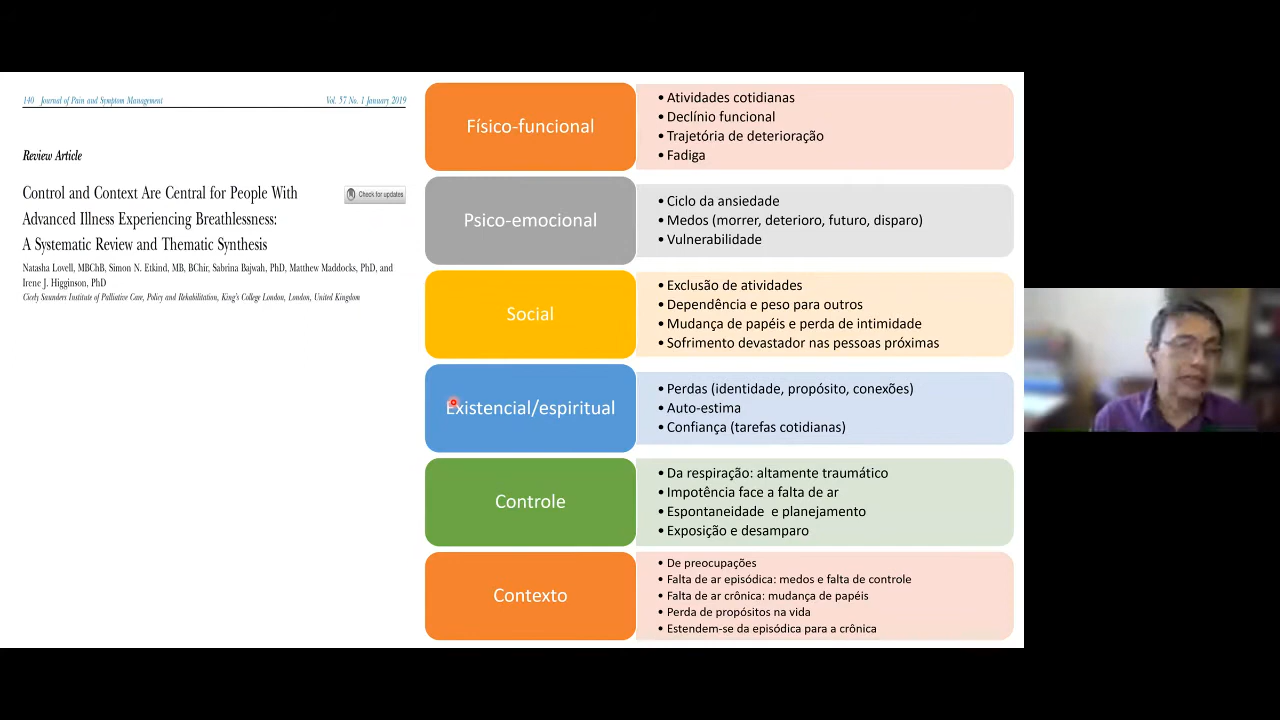 140 Journal of Pain and Symptom Management
Vol. 57 No. 1 January 2019
Review Article
Control and Context Are Central for People With
Advanced Illness Experiencing Breathlessness:
A Systematic Review and Thematic Synthesis
Check for updates
Natasha Lovell, MBChB, Simon N. Etkind, MB, BChir, Sabrina Bajwah, PhD, Matthew Maddocks, PhD, and
Irene J. Higginson, PhD
Cicely Saunders Institute of Palliative Care, Policy and Rehabilitation, King's College London, London, United Kingdom
Físico-funcional
• Atividades cotidianas
• Declínio funcional
• Trajetória de deterioração
• Fadiga
Psico-emocional
• Ciclo da ansiedade
• Medos (morrer, deterioro, futuro, disparo)
• Vulnerabilidade
Social
• Exclusão de atividades
• Dependência e peso para outros
• Mudança de papéis e perda de intimidade
• Sofrimento devastador nas pessoas próximas
Existencial/espiritual
• Perdas (identidade, propósito, conexões)
• Auto-estima
• Confiança (tarefas cotidianas)
Controle
• Da respiração: altamente traumático
• Impotência face a falta de ar
• Espontaneidade e planejamento
• Exposição e desamparo
Contexto
• De preocupações
• Falta de ar episódica: medos e falta de controle
• Falta de ar crônica: mudança de papéis
• Perda de propósitos na vida
• Estendem-se da episódica para a crônica